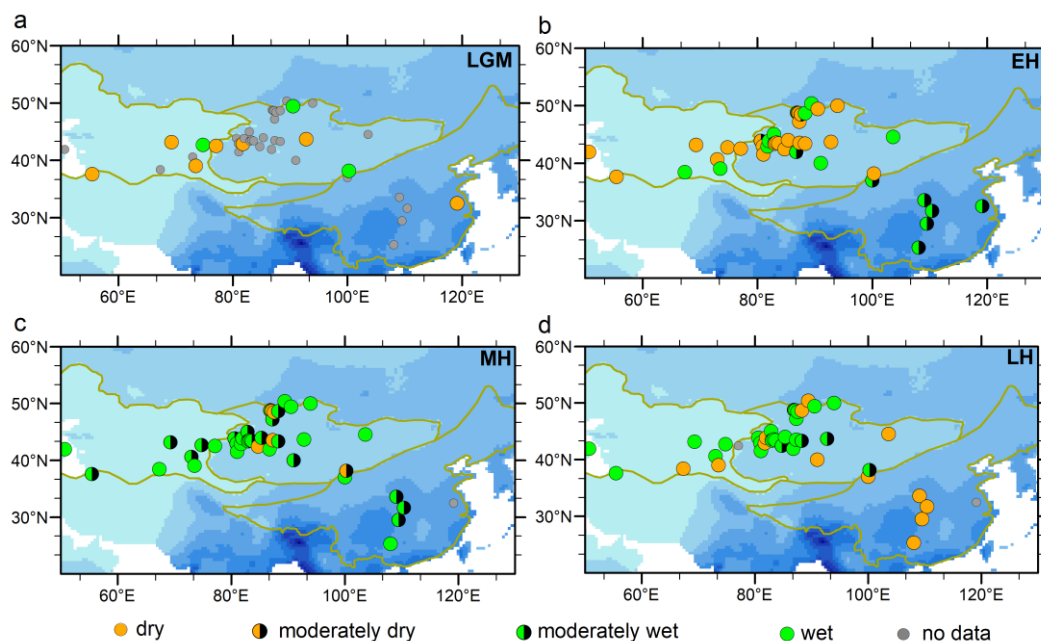 a
b
60°N
50°N
40°N
30°N
LGM
60°N
50°N
40°N
30°N
EH
60°E
80°E
100°E
120°E
60°E
80°E
100°E
120°E
c
d
60°N
50°N
40°N
30°N
MH
60°N
50°N
40°N
30°N
LH
60°E
80°E
100°E
120°E
60°E
80°E
100°E
120°E
dry
moderately dry
moderately wet
wet
no data